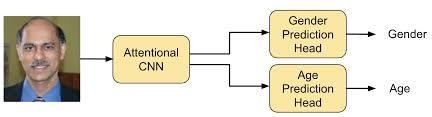 Attentional
CNN
Gender
Prediction
Head
Gender
Age
Prediction
Head
Age